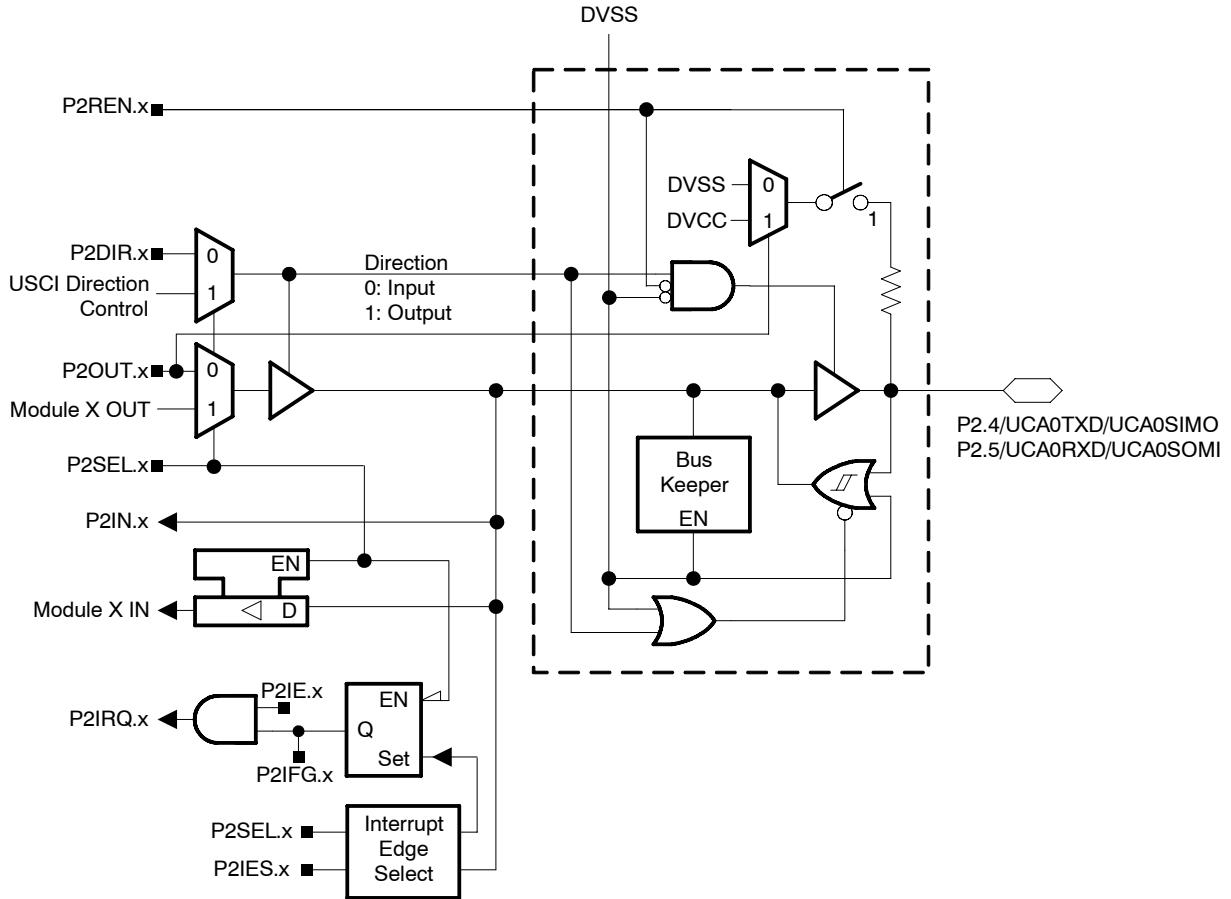 DVSS
P2REN.x
DVSS
0
DVCC
1
1
P2DIR.x
0
USCI Direction
Control
1
Direction
0: Input
1: Output
P2OUT.x
0
Module X OUT
1
P2.4/UCA0TXD/UCA0SIMO
P2.5/UCA0RXD/UCA0SOMI
P2SEL.x
Bus
Keeper
EN
P2IN.x
EN
Module X IN
D
P2IRQ.x
P2IE.x
P2IFG.x
EN
Q
Set
P2SEL.x
P2IES.x
Interrupt
Edge
Select